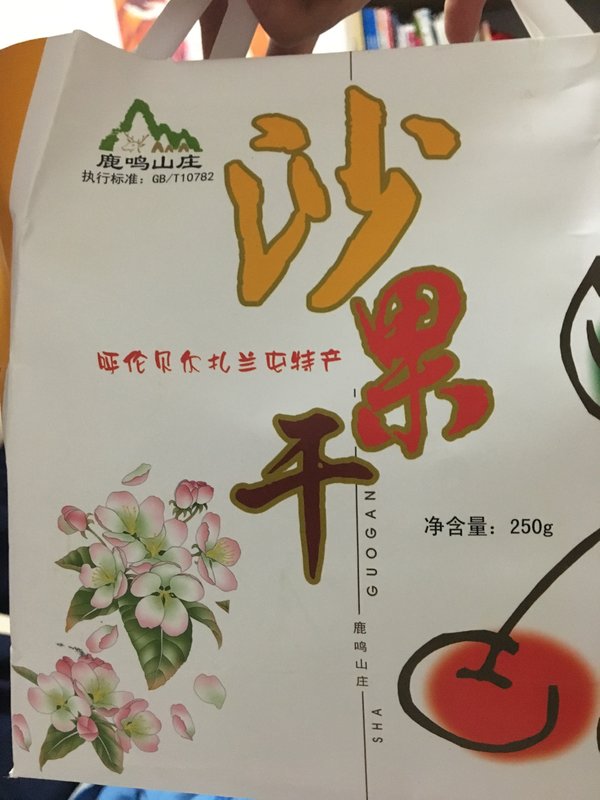 鹿鸣山庄
执行标准：GB/T10782
沙果干
呼伦贝尔扎兰屯特产
净含量：250g
SHA GUOGAN
鹿鸣山庄